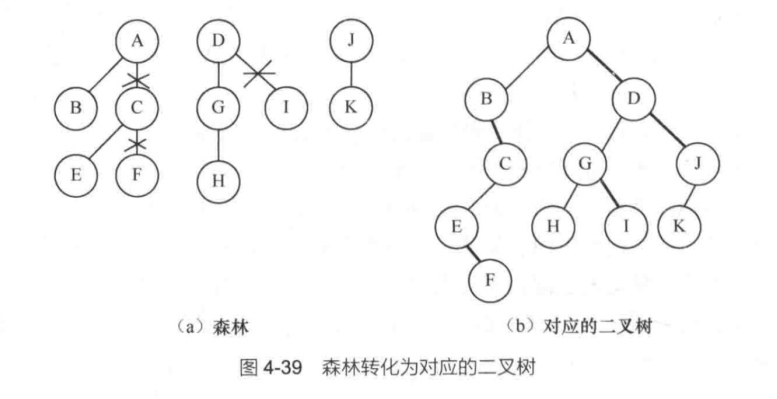 A D J A
B C G I K B D
E F H C G J
E H I K
F
（a）森林 （b）对应的二叉树
图 4-39 森林转化为对应的二叉树